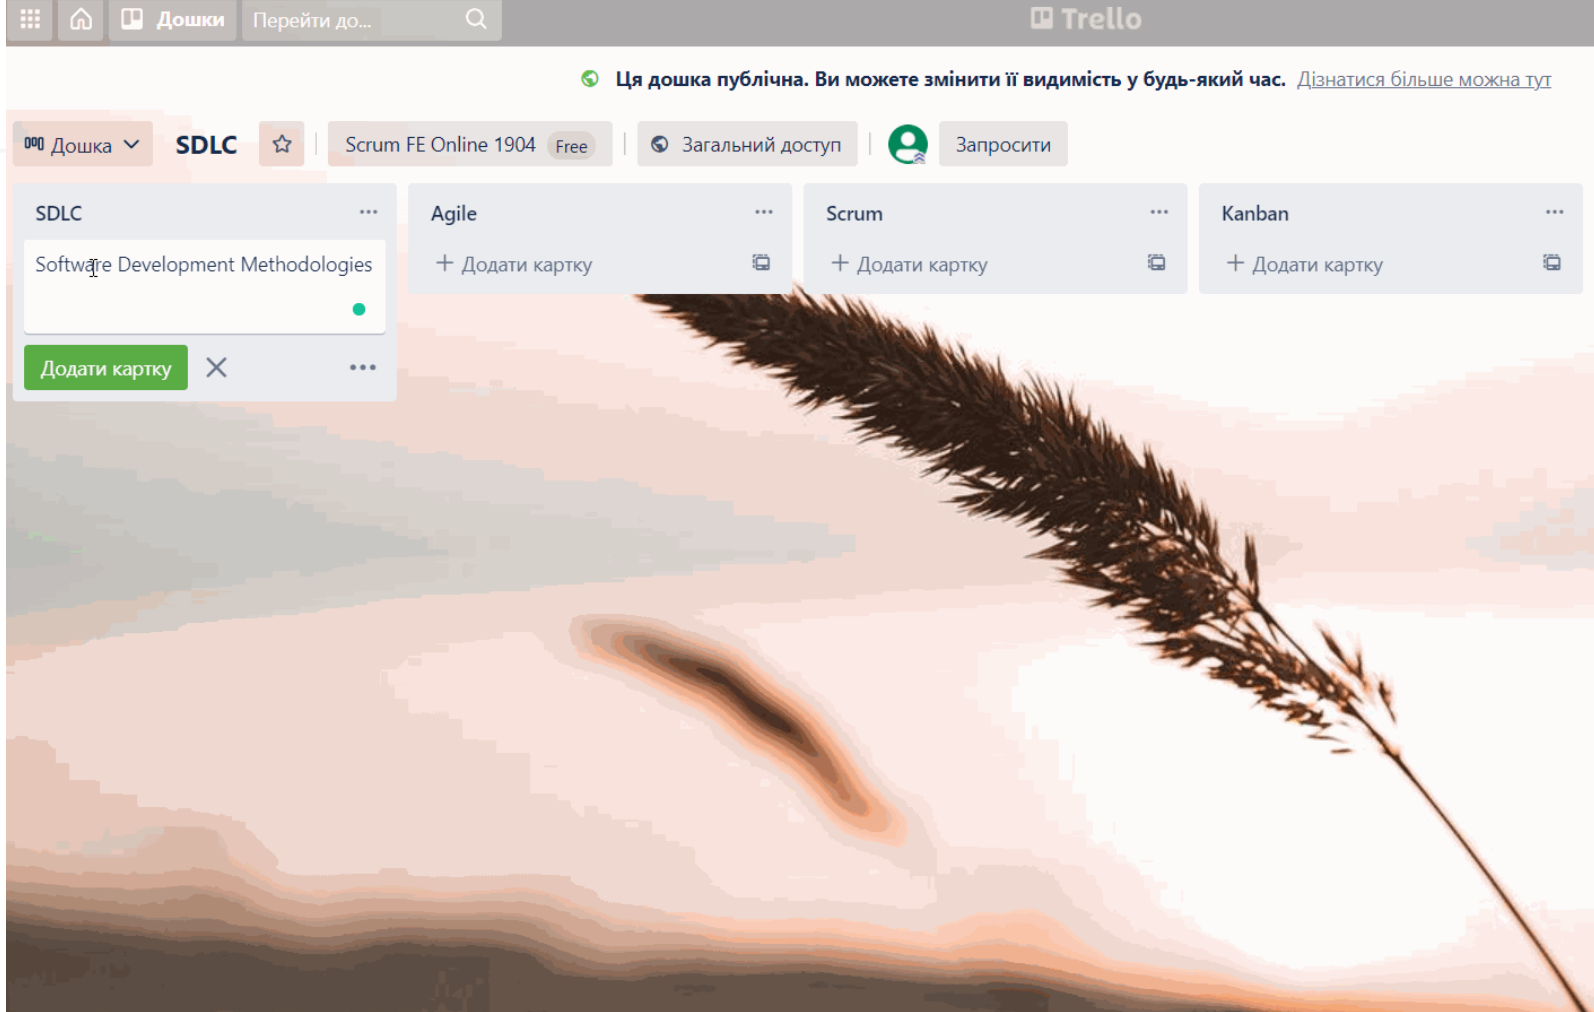 Дошки Перейти до... Trello
Ця дошка публічна. Ви можете змінити її видимість у будь-який час. Дізнатися більше можна тут
Дошка SDLC Scrum FE Online 1904 Free Загальний доступ Запросити
SDLC
Software Development Methodologies
Додати картку
Agile
Додати картку
Scrum
Додати картку
Kanban
Додати картку